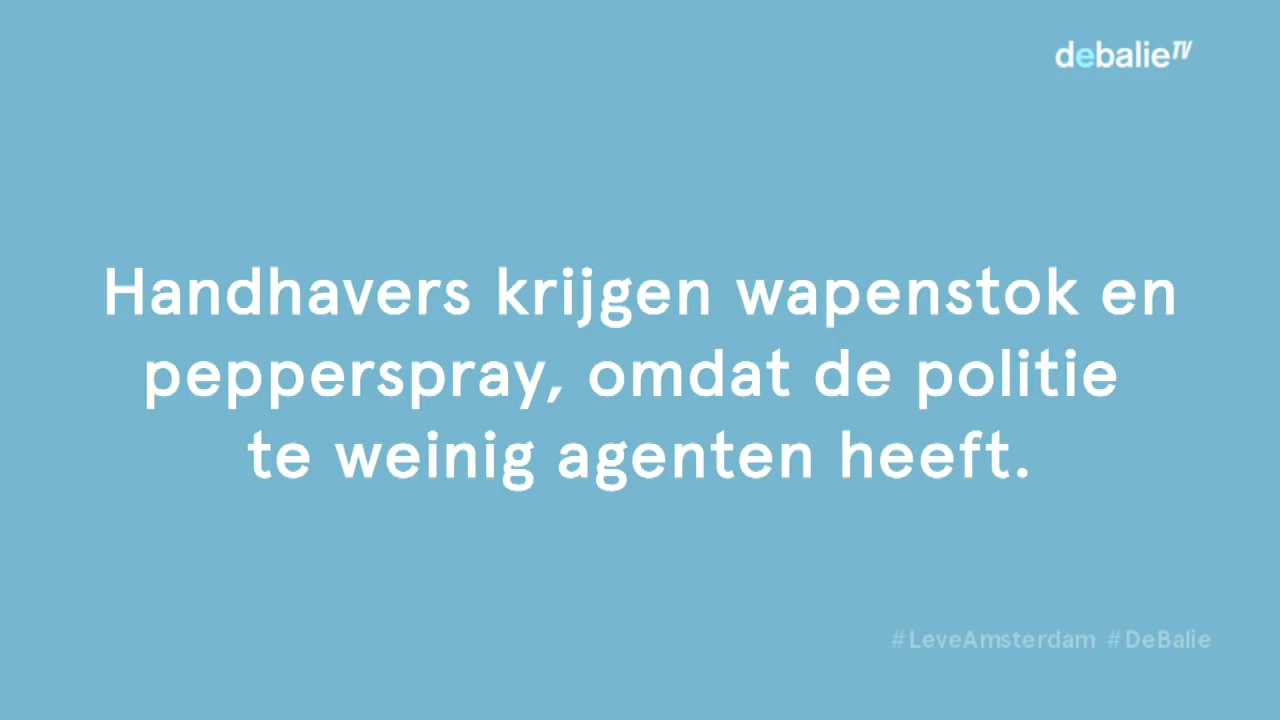 debalieTV
Handhavers krijgen wapenstok en
pepperspray, omdat de politie
te weinig agenten heeft.
#LeveAmsterdam #DeBalie